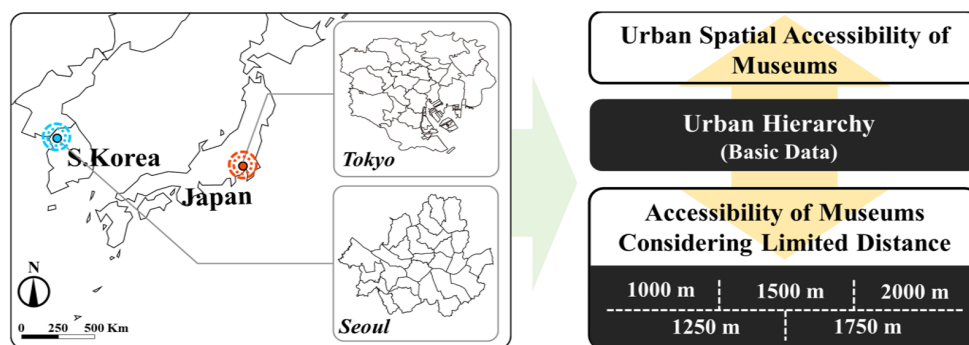 S.Korea
Japan
Tokyo
Seoul
N
0 250 500 Km
Urban Spatial Accessibility of
Museums
Urban Hierarchy
(Basic Data)
Accessibility of Museums
Considering Limited Distance
1000 m 1500 m 2000 m
1250 m 1750 m